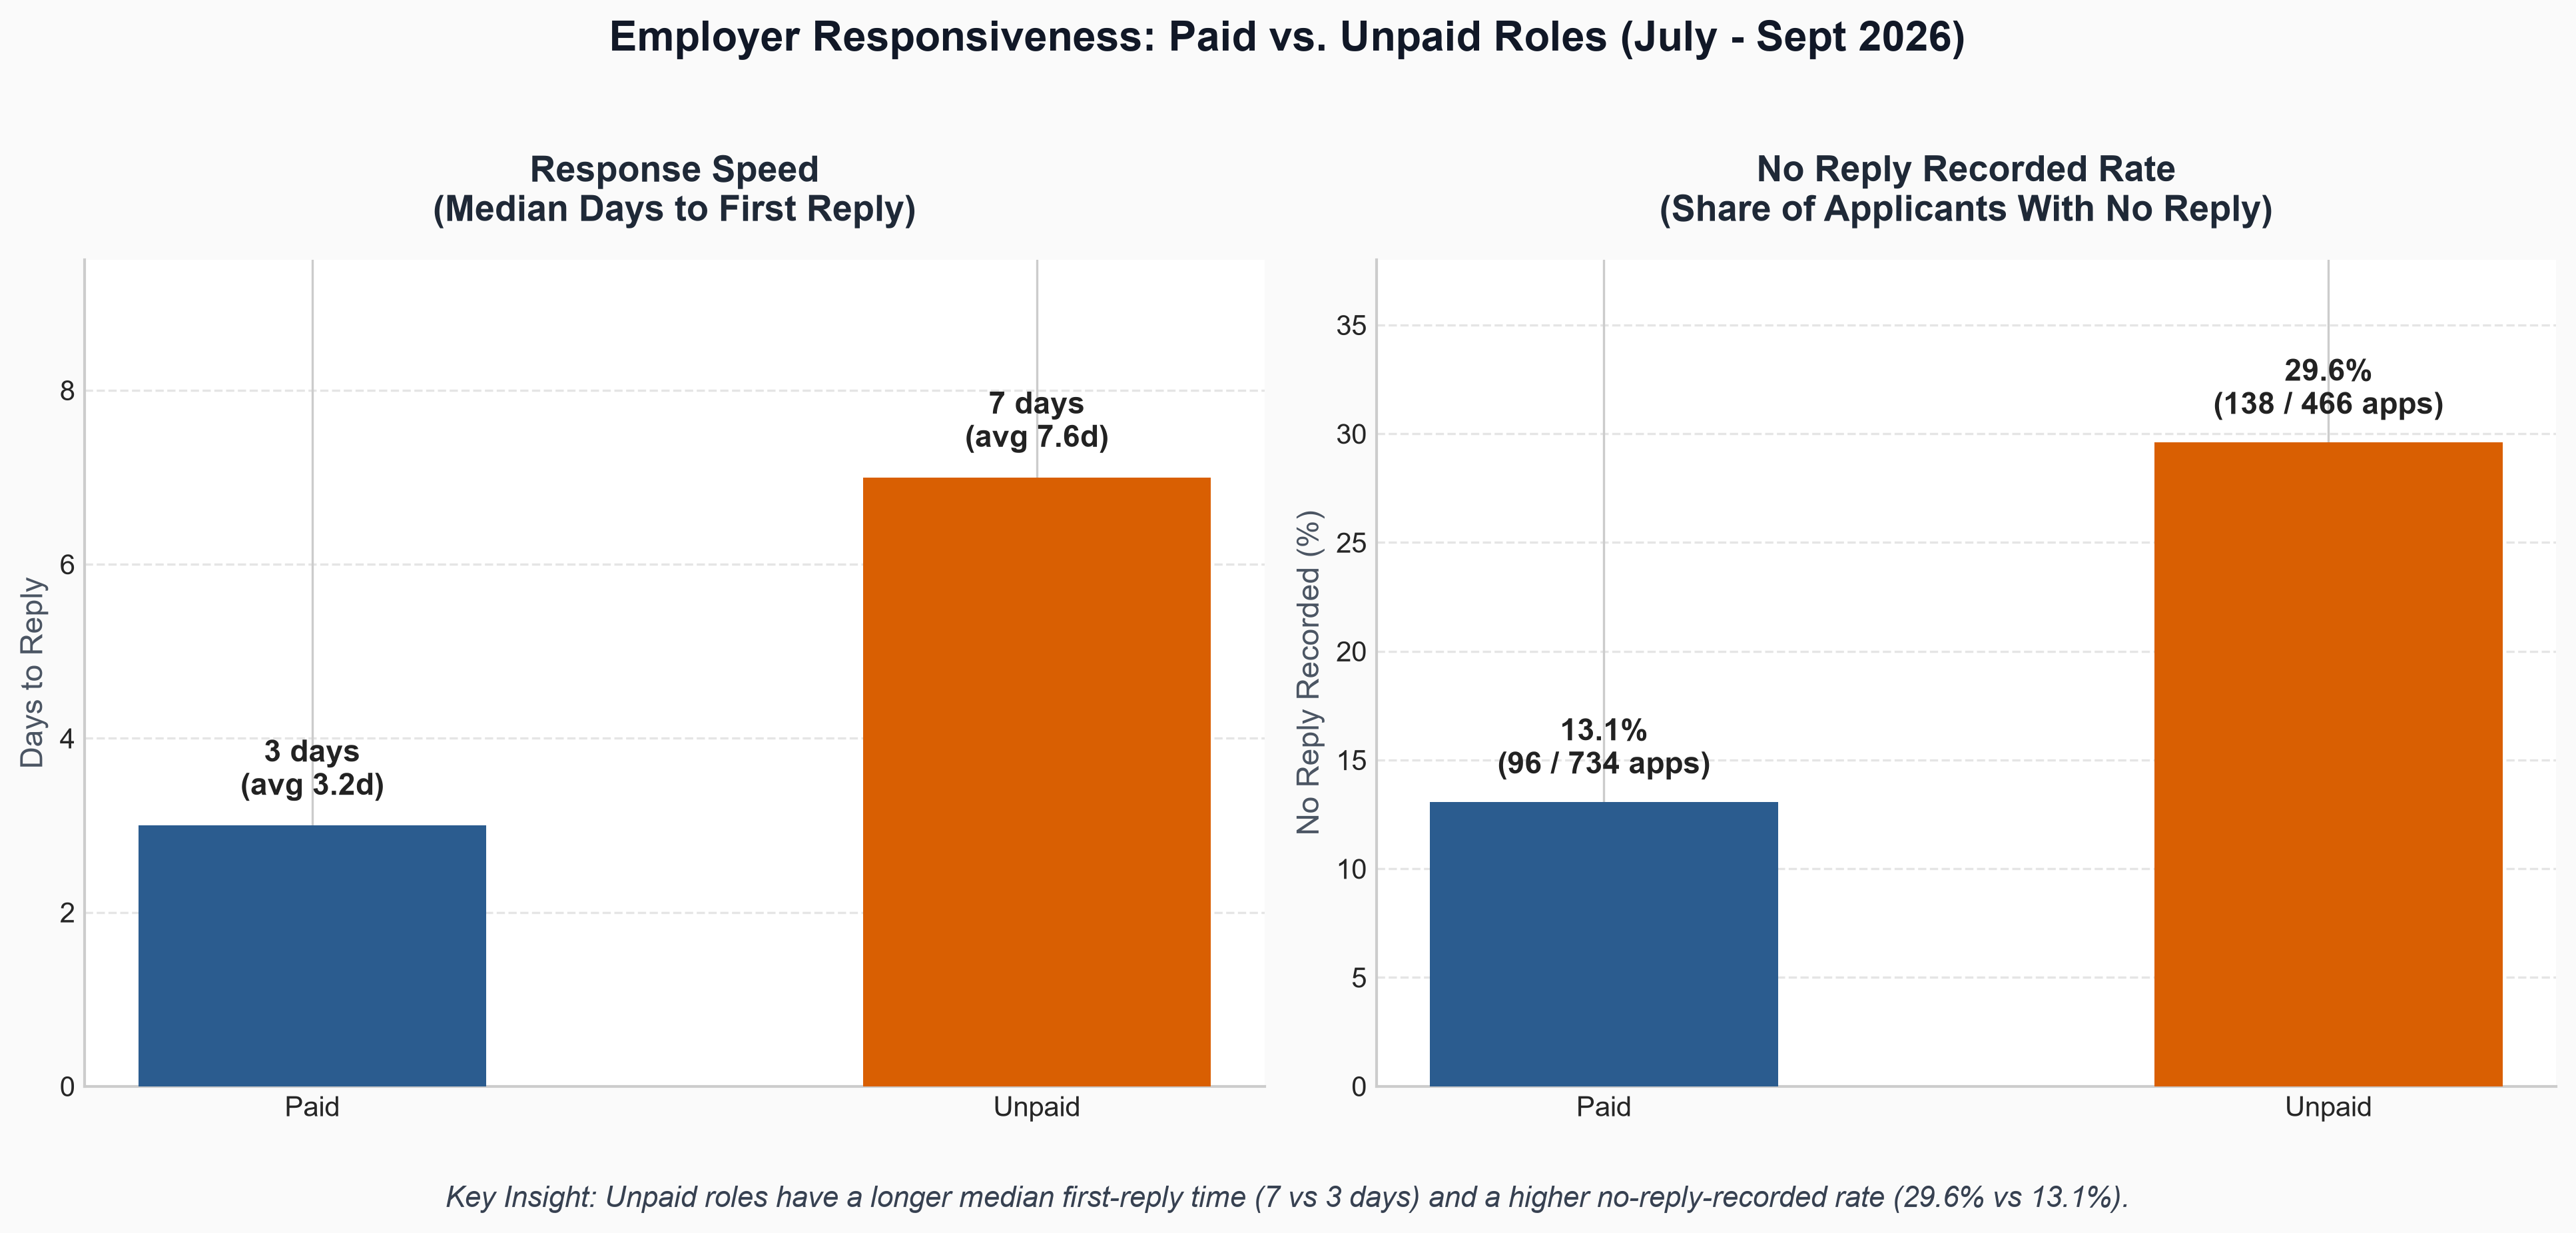 Employer Responsiveness: Paid vs. Unpaid Roles (July - Sept 2026)
Response Speed
(Median Days to First Reply)
Days to Reply
8
6
4
2
0
7 days
(avg 7.6d)
3 days
(avg 3.2d)
Paid
Unpaid
No Reply Recorded Rate
(Share of Applicants With No Reply)
No Reply Recorded (%)
35
30
25
20
15
10
5
0
29.6%
(138 / 466 apps)
13.1%
(96 / 734 apps)
Paid
Unpaid
Key Insight: Unpaid roles have a longer median first-reply time (7 vs 3 days) and a higher no-reply-recorded rate (29.6% vs 13.1%).